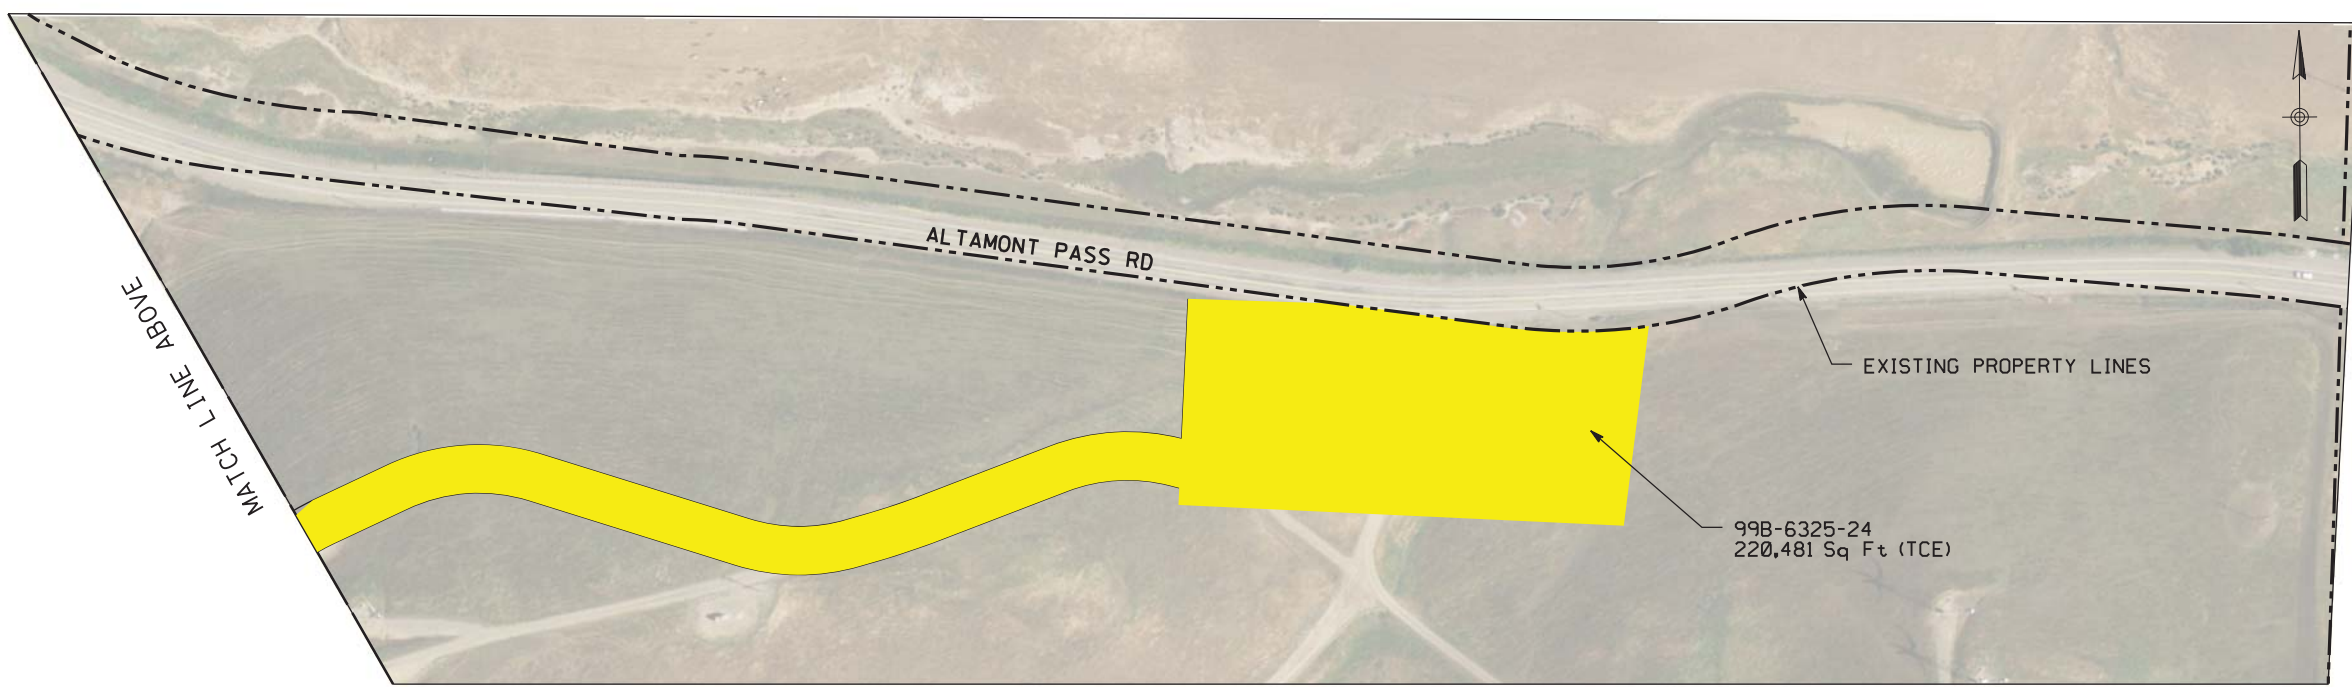 ALTAMONT PASS RD
MATCH LINE ABOVE
EXISTING PROPERTY LINES
99B-6325-24
220,481 Sq Ft (TCE)